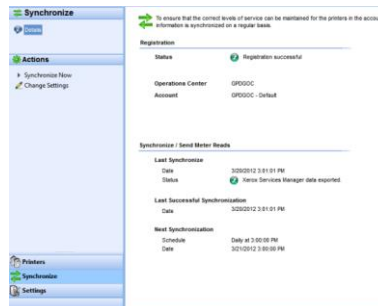 Synchronize
Details
Actions
Synchronize Now
Change Settings
Printers
Synchronize
Settings
To ensure that the correct levels of service can be maintained for the printers in the accou
information is synchronized on a regular basis.
Registration
Status Registration successful
Operations Center OPDGOC
Account OPDGOC - Default
Synchronize / Send Meter Reads
Last Synchronize
Date 3/20/2012 3:01:01 PM
Status Xerox Services Manager data exported.
Last Successful Synchronization
Date 3/20/2012 3:01:01 PM
Next Synchronization
Schedule Daily at 3:00:00 PM
Date 3/21/2012 3:00:00 PM